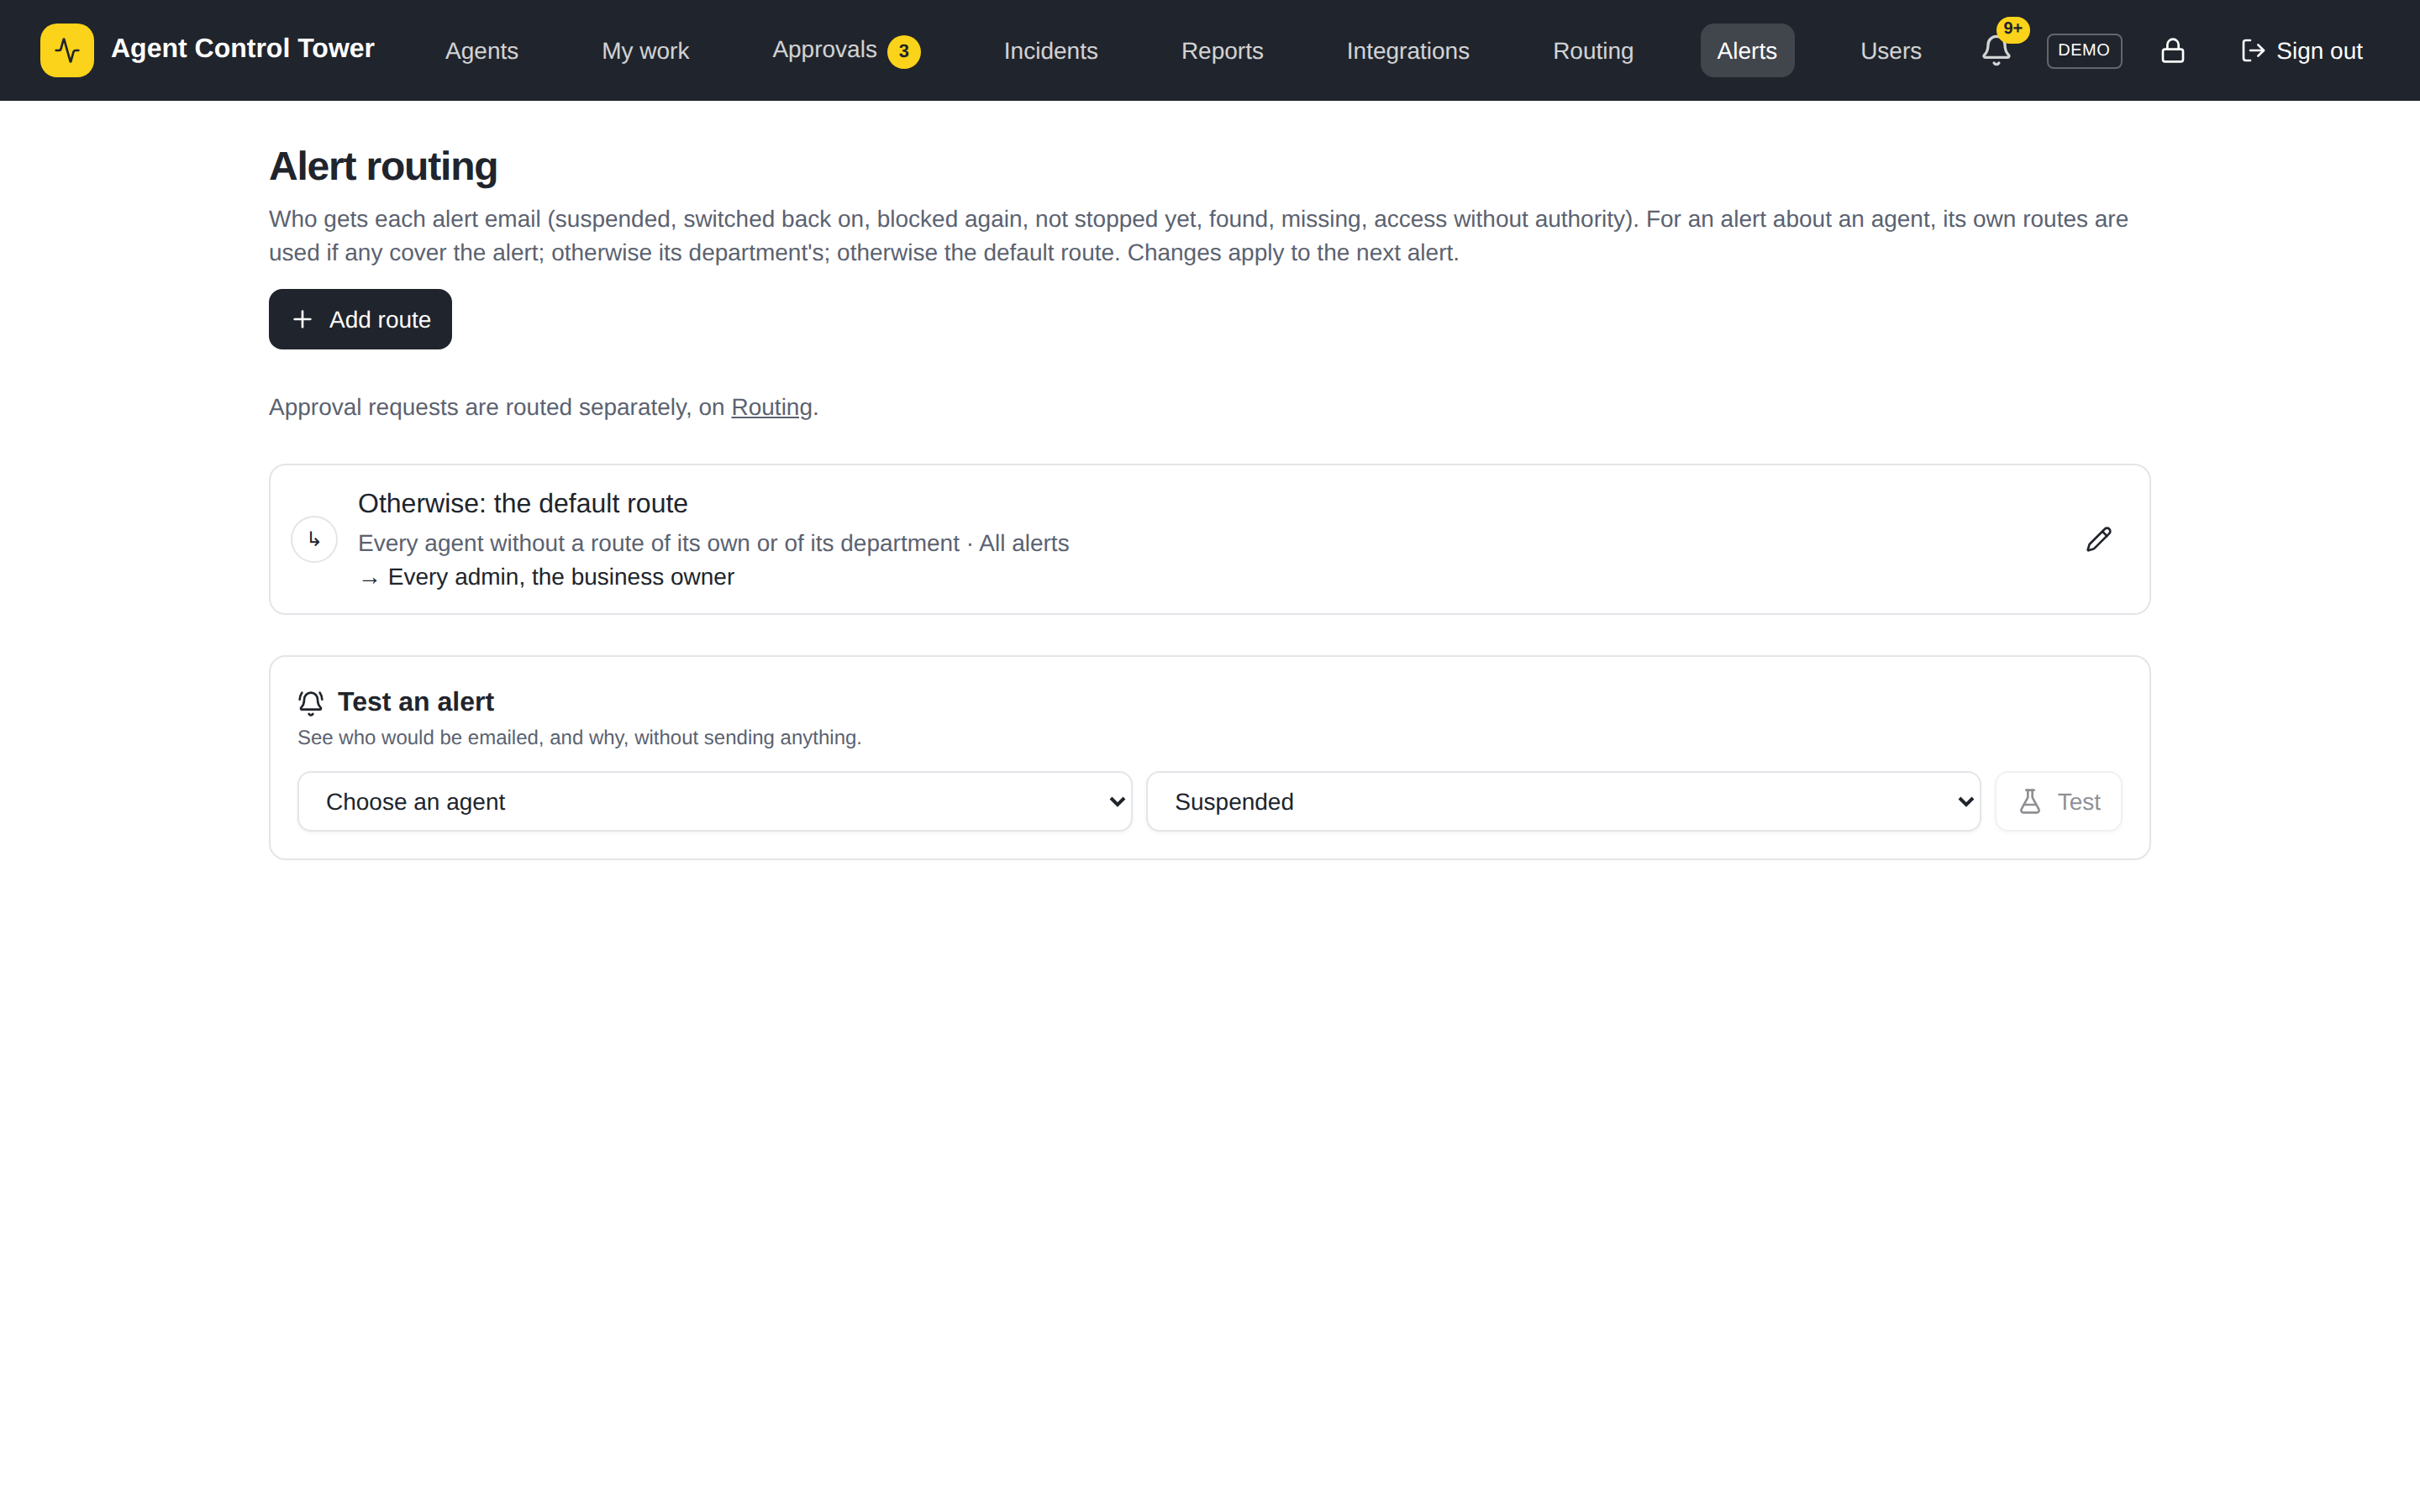 Agent Control Tower
Agents
My work
Approvals 3
Incidents
Reports
Integrations
Routing
Alerts
Users
9+
DEMO
Sign out
Alert routing
Who gets each alert email (suspended, switched back on, blocked again, not stopped yet, found, missing, access without authority). For an alert about an agent, its own routes are
used if any cover the alert; otherwise its department's; otherwise the default route. Changes apply to the next alert.
Add route
Approval requests are routed separately, on Routing.
Otherwise: the default route
↳
Every agent without a route of its own or of its department · All alerts
→ Every admin, the business owner
Test an alert
See who would be emailed, and why, without sending anything.
Choose an agent
Suspended
Test